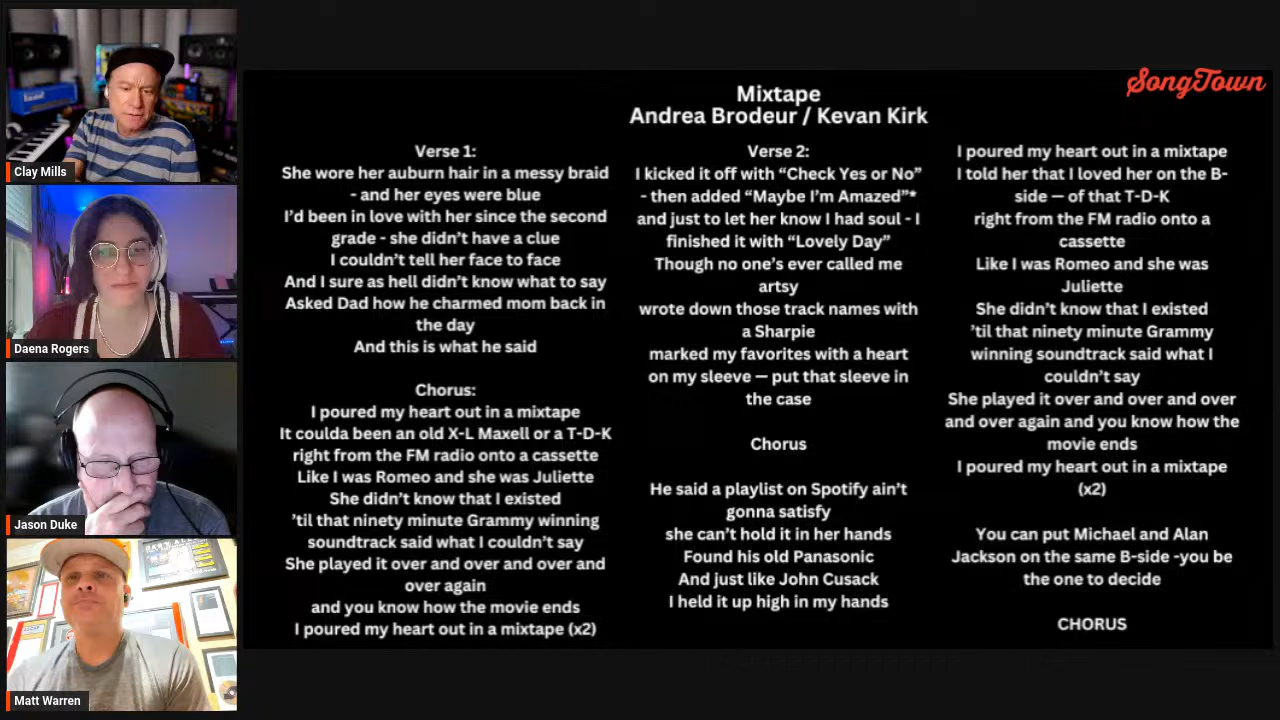 Clay Mills
Daena Rogers
Jason Duke
Matt Warren
SongTown
Mixtape
Andrea Brodeur / Kevan Kirk
Verse 1:
She wore her auburn hair in a messy braid
- and her eyes were blue
I'd been in love with her since the second
grade - she didn't have a clue
I couldn't tell her face to face
And I sure as hell didn't know what to say
Asked Dad how he charmed mom back in
the day
And this is what he said
Chorus:
I poured my heart out in a mixtape
It coulda been an old X-L Maxell or a T-D-K
right from the FM radio onto a cassette
Like I was Romeo and she was Juliette
She didn't know that I existed
'til that ninety minute Grammy winning
soundtrack said what I couldn't say
She played it over and over and over and
over again
and you know how the movie ends
I poured my heart out in a mixtape (x2)
Verse 2:
I kicked it off with “Check Yes or No”
- then added “Maybe I'm Amazed”*
and just to let her know I had soul - I
finished it with “Lovely Day”
Though no one's ever called me
artsy
wrote down those track names with
a Sharpie
marked my favorites with a heart
on my sleeve — put that sleeve in
the case
Chorus
He said a playlist on Spotify ain't
gonna satisfy
she can't hold it in her hands
Found his old Panasonic
And just like John Cusack
I held it up high in my hands
I poured my heart out in a mixtape
I told her that I loved her on the B-
side — of that T-D-K
right from the FM radio onto a
cassette
Like I was Romeo and she was
Juliette
She didn't know that I existed
'til that ninety minute Grammy
winning soundtrack said what I
couldn't say
She played it over and over and over
and over again and you know how the
movie ends
I poured my heart out in a mixtape
(x2)
You can put Michael and Alan
Jackson on the same B-side -you be
the one to decide
CHORUS